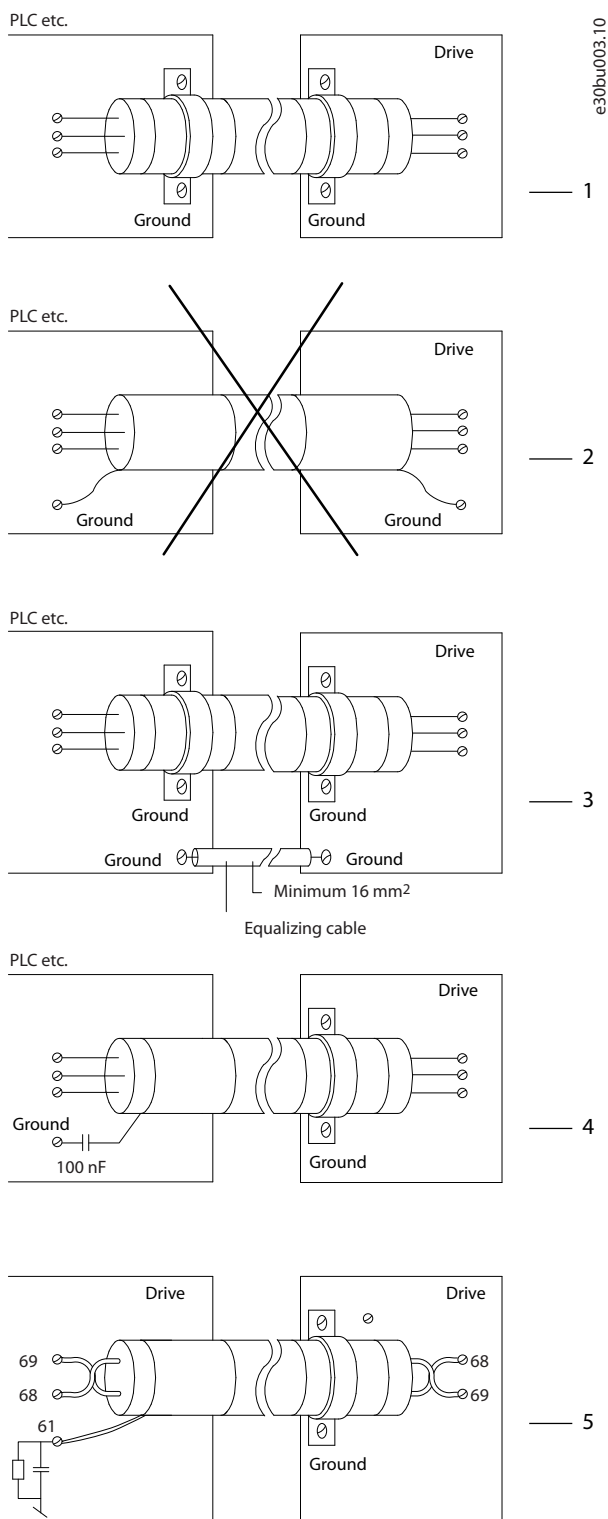 PLC etc.
Drive
e30bu003.10
Ground
Ground
1
PLC etc.
Drive
Ground
Ground
2
PLC etc.
Drive
Ground
Ground
3
Ground
Ground
Minimum 16 mm2
Equalizing cable
PLC etc.
Drive
Ground
100 nF
Ground
4
Drive
Drive
69
68
68
69
61
Ground
5